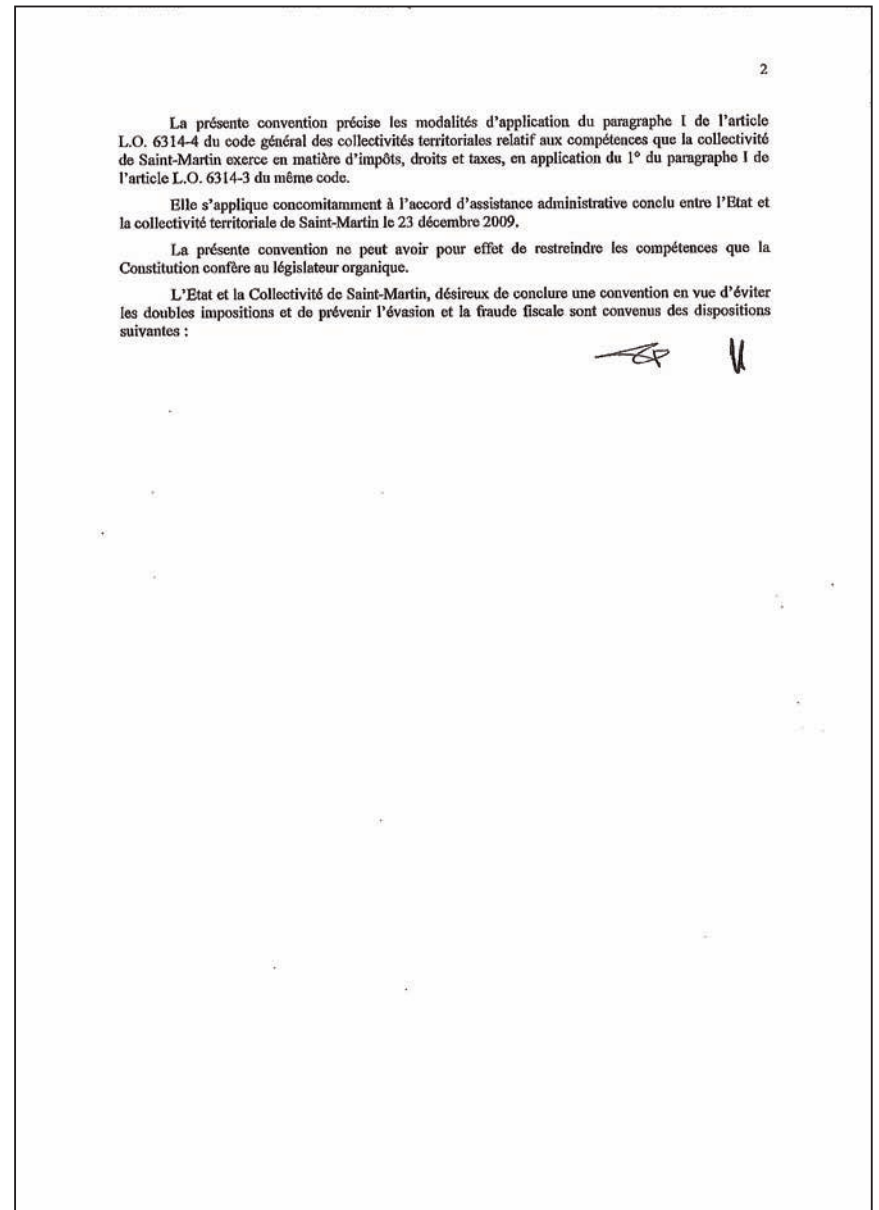 2
La présente convention précise les modalités d'application du paragraphe I de l'article
L.O. 6314-4 du code général des collectivités territoriales relatif aux compétences que la collectivité
de Saint-Martin exerce en matière d'impôts, droits et taxes, en application du 1° du paragraphe I de
l'article L.O. 6314-3 du même code.
Elle s'applique concomitamment à l'accord d'assistance administrative conclu entre l'Etat et
la collectivité territoriale de Saint-Martin le 23 décembre 2009.
La présente convention ne peut avoir pour effet de restreindre les compétences que la
Constitution confère au législateur organique.
L'Etat et la Collectivité de Saint-Martin, désireux de conclure une convention en vue d'éviter
les doubles impositions et de prévenir l'évasion et la fraude fiscale sont convenus des dispositions
suivantes :